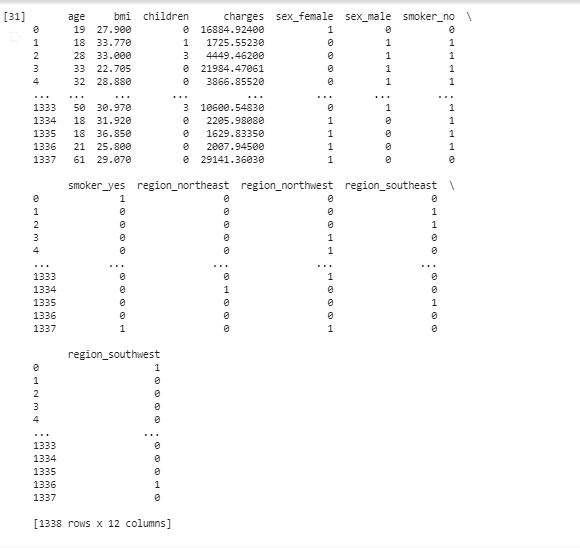 [31] age bmi children charges sex_female sex_male smoker_no \
0 19 27.900 0 16884.92400 1 0 0
1 18 33.770 1 1725.55230 0 1 1
2 28 33.000 3 4449.46200 0 1 1
3 33 22.705 0 21984.47061 0 1 1
4 32 28.880 0 3866.85520 0 1 1
... ... ... ... ... ... ... ...
1333 50 30.970 3 10600.54830 0 1 1
1334 18 31.920 0 2205.98080 1 0 1
1335 18 36.850 0 1629.83350 1 0 1
1336 21 25.800 0 2007.94500 1 0 1
1337 61 29.070 0 29141.36030 1 0 0
smoker_yes region_northeast region_northwest region_southeast \
0 1 0 0 0
1 0 0 0 1
2 0 0 0 1
3 0 0 1 0
4 0 0 1 0
... ... ... ... ...
1333 0 0 1 0
1334 0 1 0 0
1335 0 0 0 1
1336 0 0 0 0
1337 1 0 1 0
region_southwest
0 1
1 0
2 0
3 0
4 0
... ...
1333 0
1334 0
1335 0
1336 1
1337 0
[1338 rows x 12 columns]